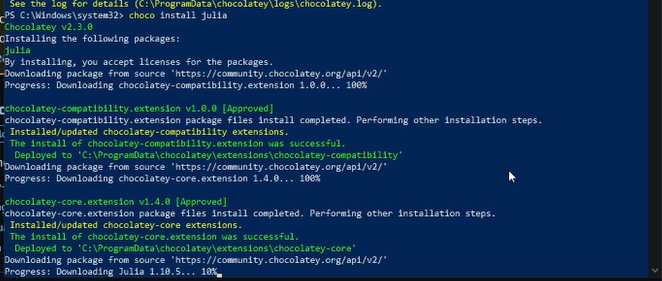 See the log for details (C:\ProgramData\chocolatey\logs\chocolatey.log).
PS C:\Windows\system32> choco install julia
Chocolatey v2.3.0
Installing the following packages:
julia
By installing, you accept licenses for the packages.
Downloading package from source 'https://community.chocolatey.org/api/v2/'
Progress: Downloading chocolatey-compatibility.extension 1.0.0... 100%
chocolatey-compatibility.extension v1.0.0 [Approved]
chocolatey-compatibility.extension package files install completed. Performing other installation steps.
Installed/updated chocolatey-compatibility extensions.
The install of chocolatey-compatibility.extension was successful.
Deployed to 'C:\ProgramData\chocolatey\extensions\chocolatey-compatibility'
Downloading package from source 'https://community.chocolatey.org/api/v2/'
Progress: Downloading chocolatey-core.extension 1.4.0... 100%
chocolatey-core.extension v1.4.0 [Approved]
chocolatey-core.extension package files install completed. Performing other installation steps.
Installed/updated chocolatey-core extensions.
The install of chocolatey-core.extension was successful.
Deployed to 'C:\ProgramData\chocolatey\extensions\chocolatey-core'
Downloading package from source 'https://community.chocolatey.org/api/v2/'
Progress: Downloading Julia 1.10.5... 10%